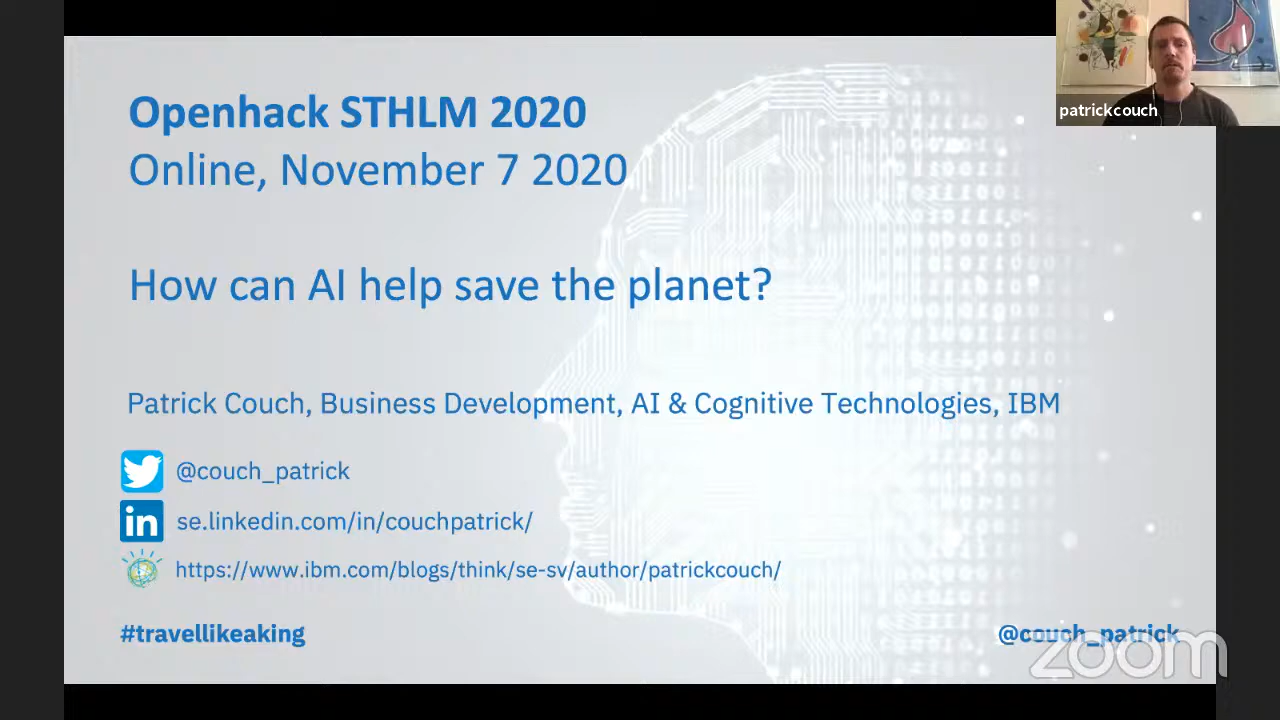 Openhack STHLM 2020
Online, November 7 2020
How can AI help save the planet?
Patrick Couch, Business Development, AI & Cognitive Technologies, IBM
@couch_patrick
in
se.linkedin.com/in/couchpatrick/
https://www.ibm.com/blogs/think/se-sv/author/patrickcouch/
#travellikeaking
@couch_patrick
zoom
patrickcouch